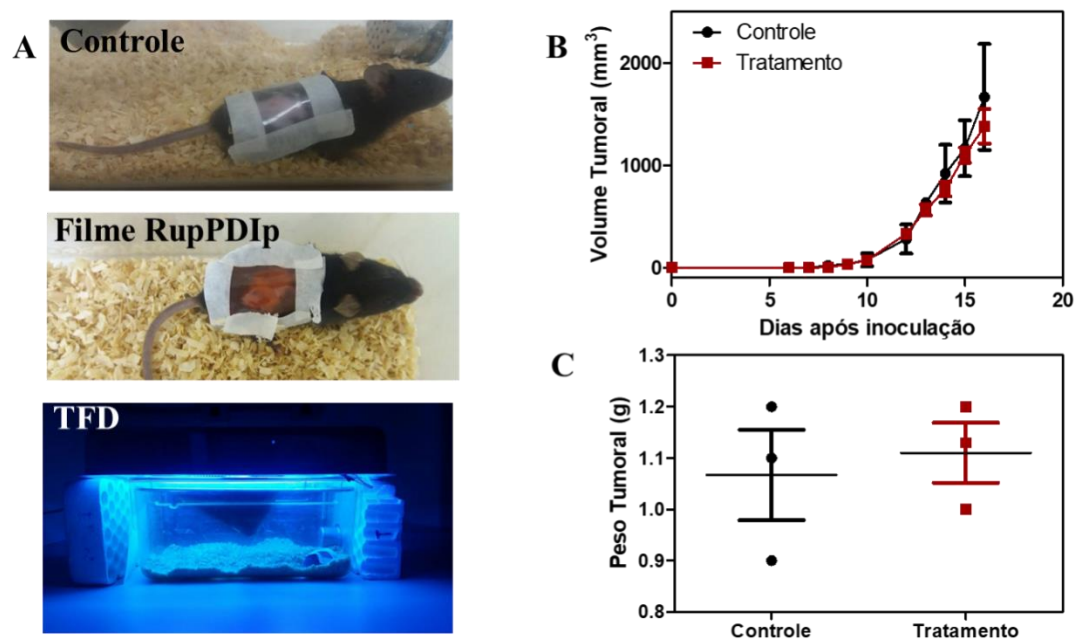 A
Controle
Filme RupPDIp
TFD
B
Controle
Tratamento
Volume Tumoral (mm³)
2000
1000
0
0
5
10
15
20
Dias após inoculação
C
Peso Tumoral (g)
1.3
1.2
1.1
1.0
0.9
0.8
Controle
Tratamento